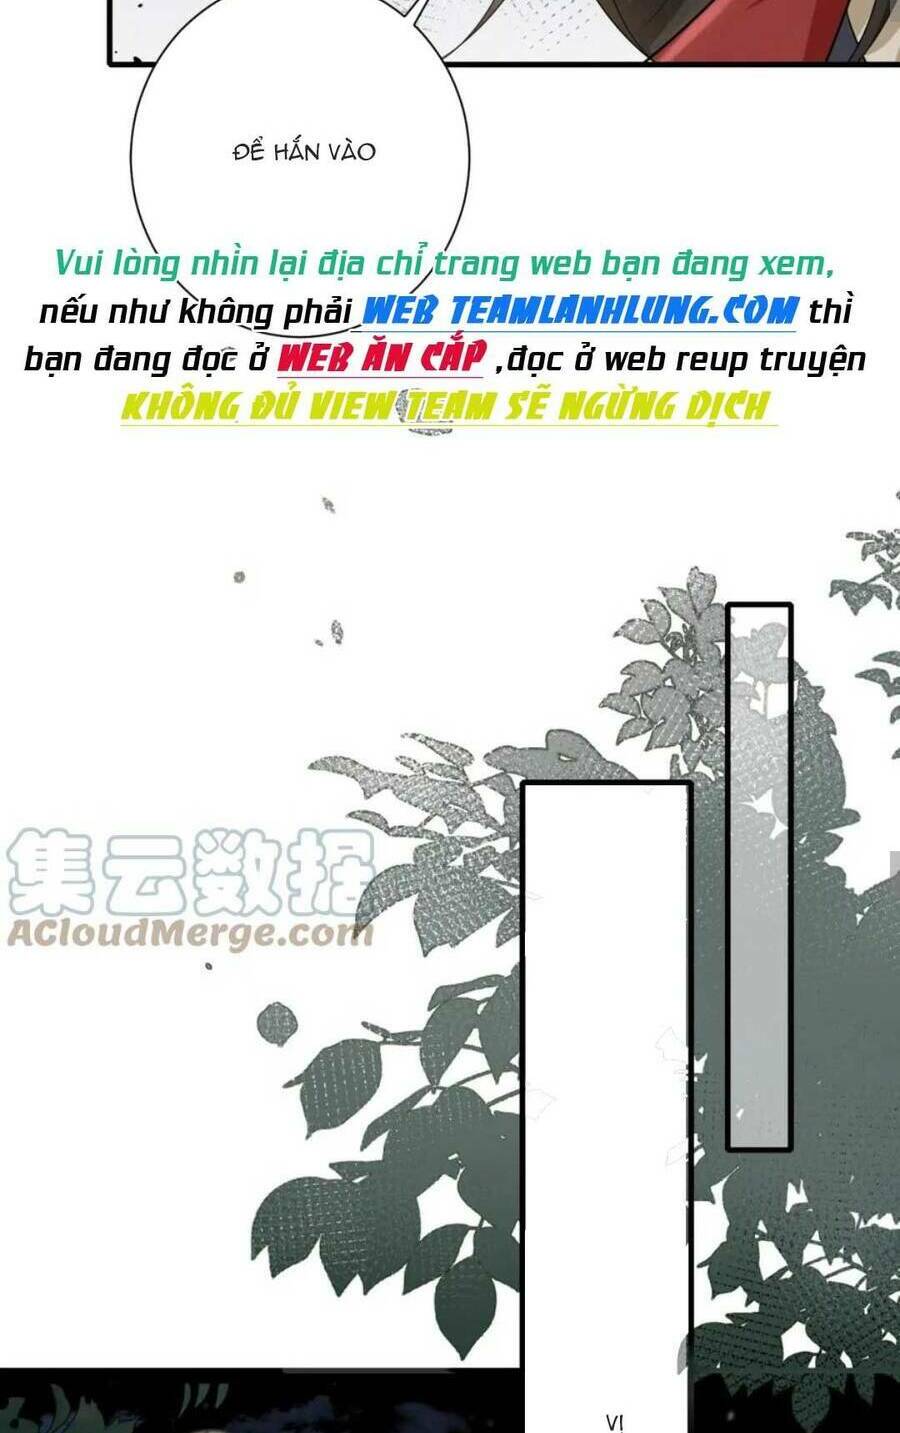 ĐỂ HẮN VÀO
Vui lòng nhìn lại địa chỉ trang web bạn đang xem,
nếu như không phải WEB TEAMLANHLUNG.COM thì
bạn đang đọc ở WEB ĂN CẮP ,đọc ở web reup truyện
KHÔNG ĐỦ VIEW TEAM SẼ NGỪNG DỊCH
集云数据
ACloudMerge.com
VỊ